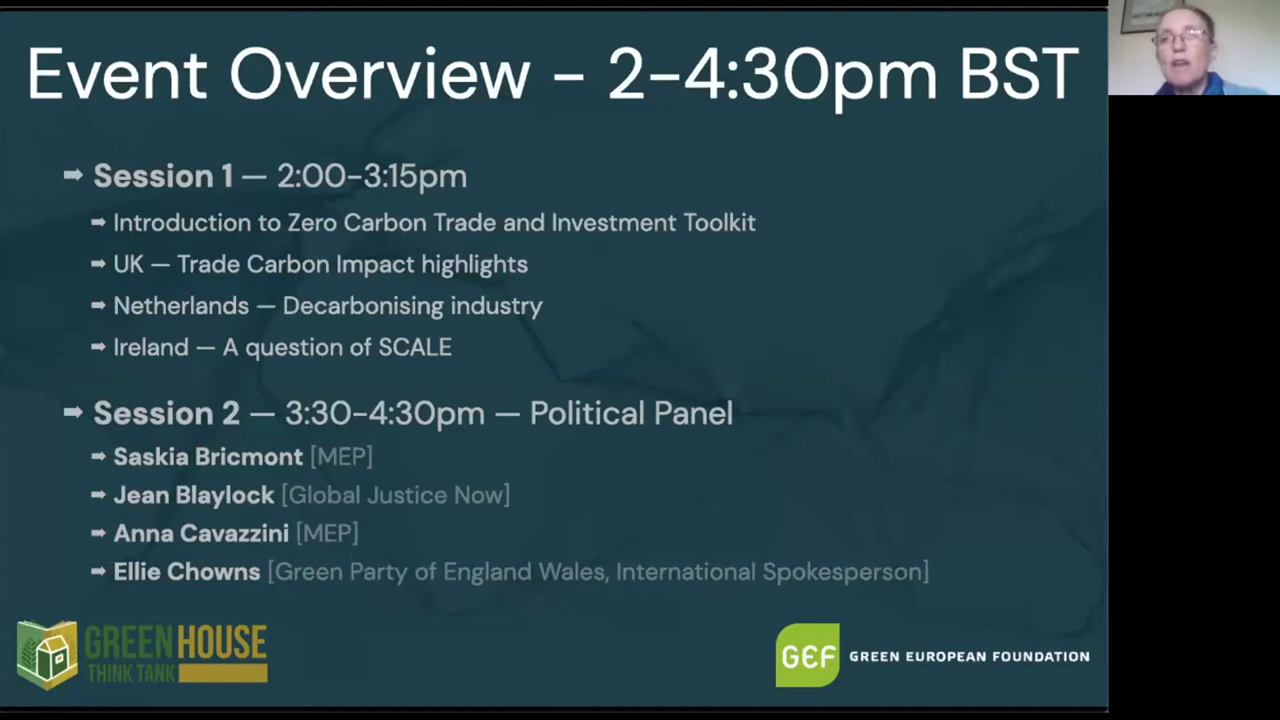 Event Overview - 2-4:30pm BST
➡ Session 1 — 2:00-3:15pm
➡ Introduction to Zero Carbon Trade and Investment Toolkit
➡ UK — Trade Carbon Impact highlights
➡ Netherlands — Decarbonising industry
➡ Ireland — A question of SCALE
➡ Session 2 — 3:30-4:30pm — Political Panel
➡ Saskia Bricmont [MEP]
➡ Jean Blaylock [Global Justice Now]
➡ Anna Cavazzini [MEP]
➡ Ellie Chowns [Green Party of England Wales, International Spokesperson]
GREENHOUSE
THINK TANK
GEF GREEN EUROPEAN FOUNDATION